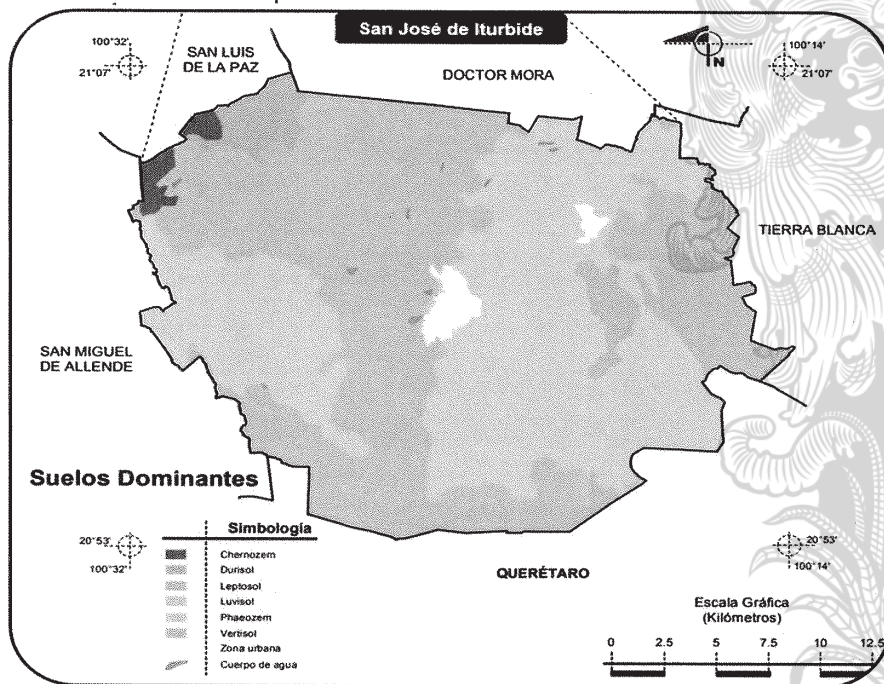 San José de Iturbide
100°32'
21°07'
SAN LUIS
DE LA PAZ
DOCTOR MORA
N
100°14'
21°07'
TIERRA BLANCA
SAN MIGUEL
DE ALLENDE
Suelos Dominantes
Simbología
Chernozem
Durisol
Leptosol
Luvisol
Phaeozem
Vertisol
Zona urbana
Cuerpo de agua
20°53'
100°32'
QUERÉTARO
20°53'
100°14'
Escala Gráfica
(Kilómetros)
0 2.5 5 7.5 10 12.5